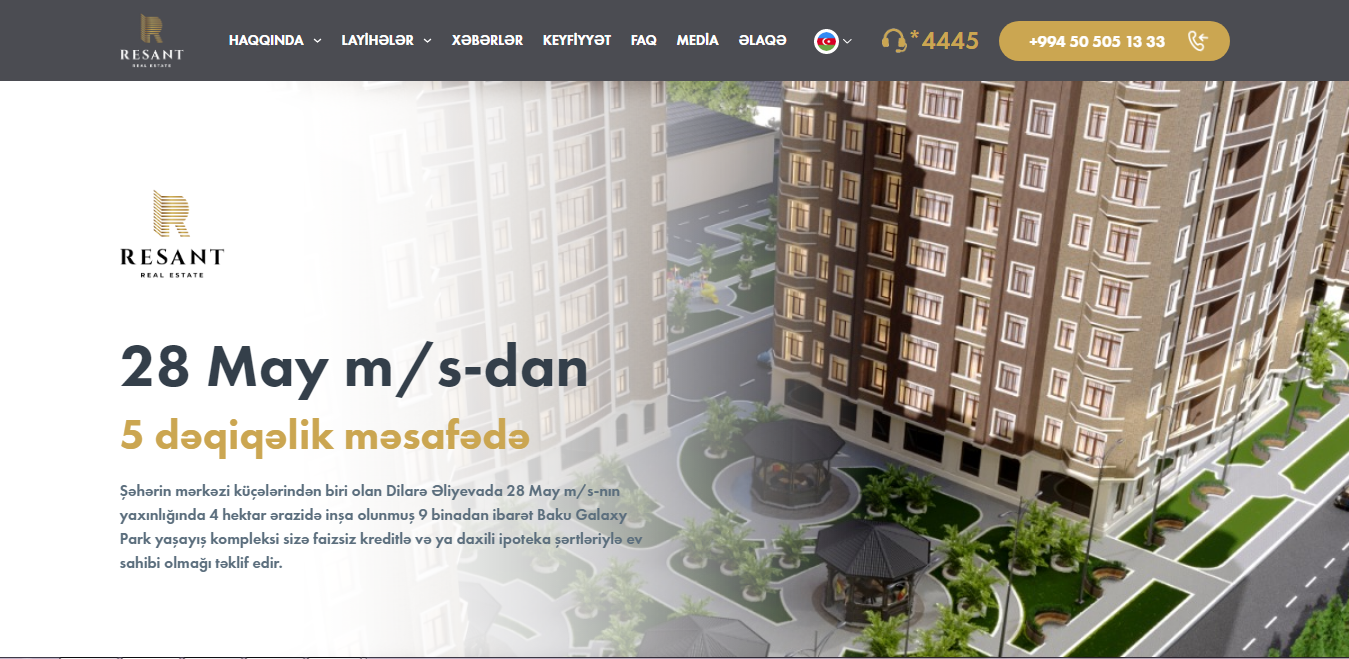 RESANT
REAL ESTATE
HAQQINDA
LAYİHƏLƏR
XƏBƏRLƏR
KEYFİYYƏT
FAQ
MEDİA
ƏLAQƏ
*4445
+994 50 505 13 33
RESANT
REAL ESTATE
28 May m/s-dan
5 dəqiqəlik məsafədə
Şəhərin mərkəzi küçələrindən biri olan Dilarə Əliyevada 28 May m/s-nın
yaxınlığında 4 hektar ərazidə inşa olunmuş 9 binadan ibarət Baku Galaxy
Park yaşayış kompleksi sizə faizsiz kreditlə və ya daxili ipoteka şərtləriylə ev
sahibi olmağı təklif edir.